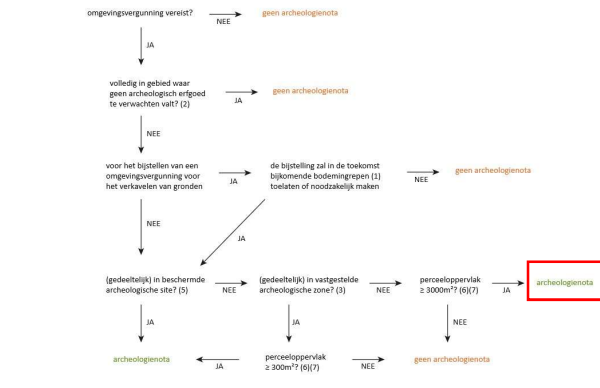 omgevingsvergunning vereist?
NEE
geen archeologienota
JA
volledig in gebied waar
geen archeologisch erfgoed
te verwachten valt? (2)
JA
geen archeologienota
NEE
voor het bijstellen van een
omgevingsvergunning voor
het verkavelen van gronden
JA
de bijstelling zal in de toekomst
bijkomende bodemingrepen (1)
toelaten of noodzakelijk maken
NEE
geen archeologienota
NEE
JA
(gedeeltelijk) in beschermde
archeologische site? (5)
NEE
(gedeeltelijk) in vastgestelde
archeologische zone? (3)
NEE
perceeloppervlak
≥ 3000m²? (6)(7)
JA
archeologienota
JA
JA
NEE
archeologienota
JA
perceeloppervlak
≥ 300m²? (6)(7)
NEE
geen archeologienota